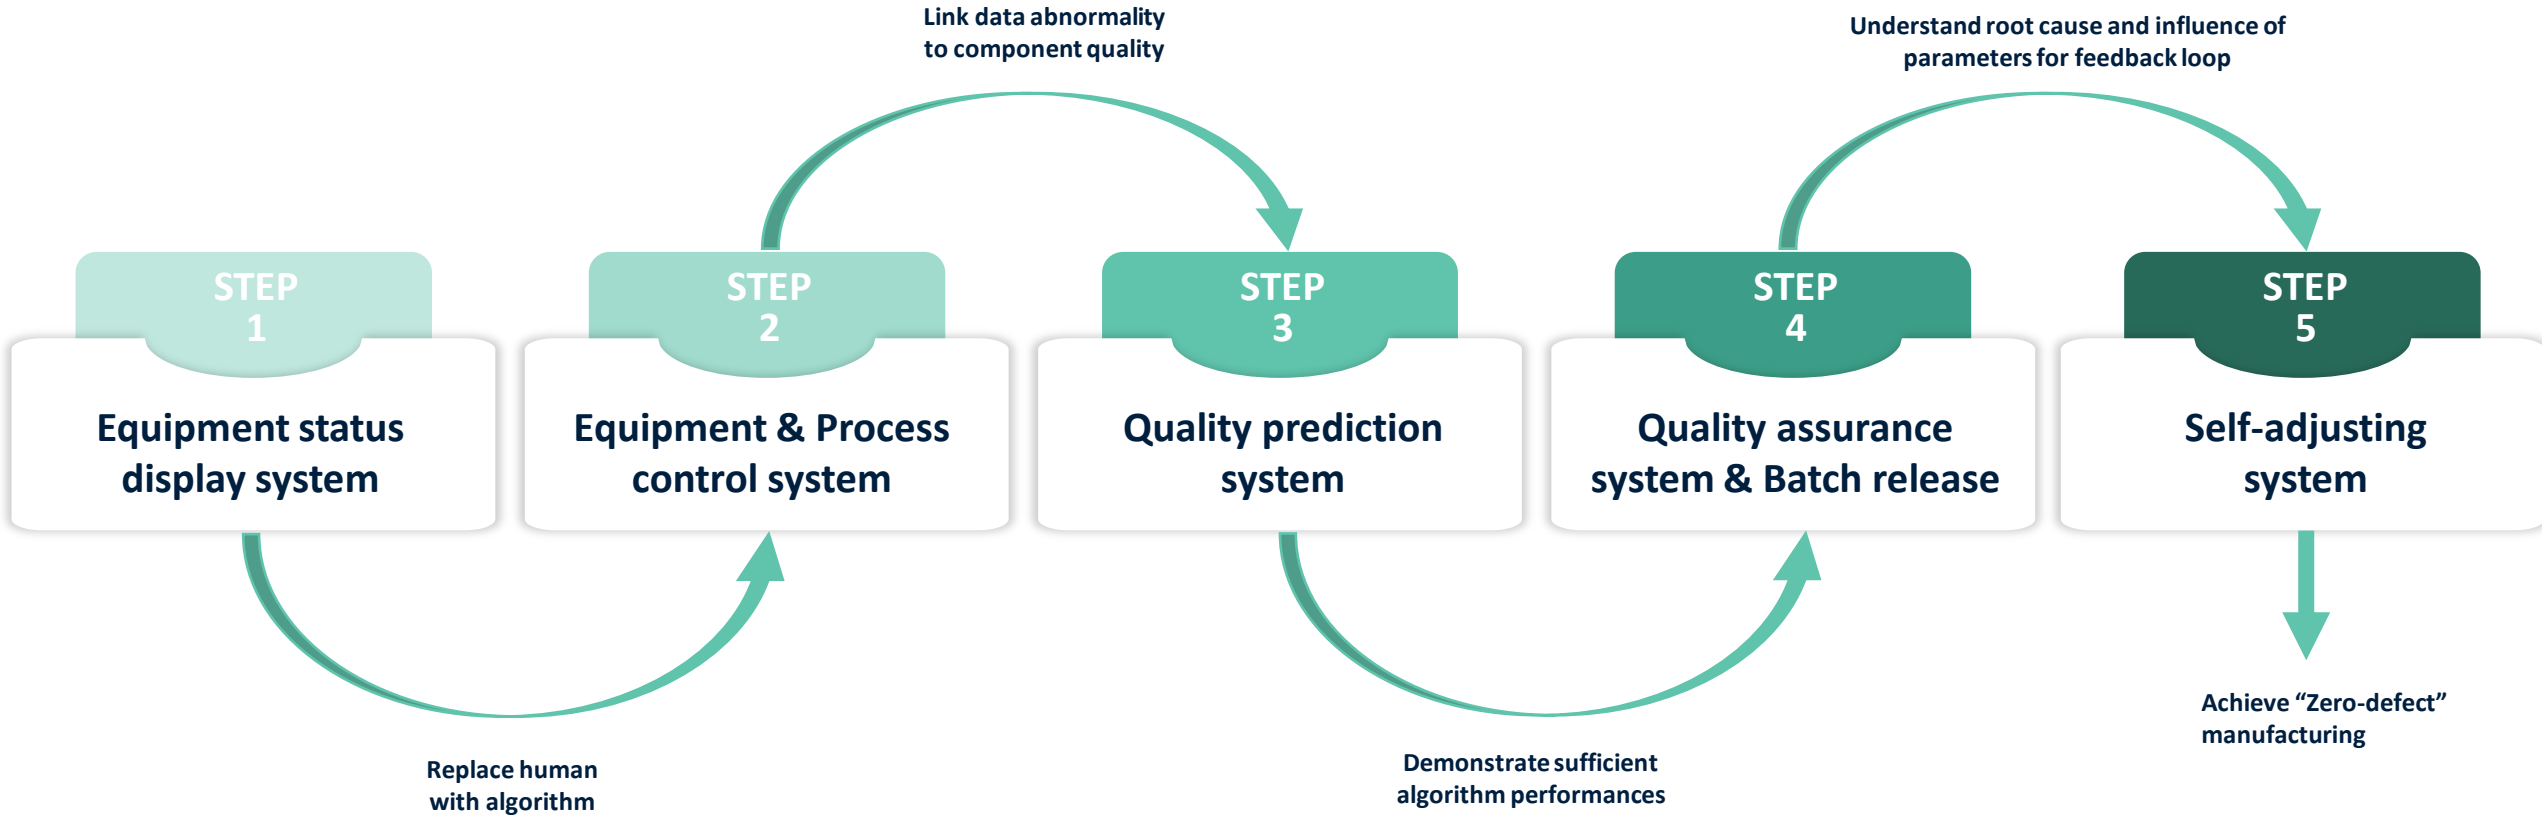 Link data abnormality
to component quality
Understand root cause and influence of
parameters for feedback loop
STEP
1
Equipment status
display system
STEP
2
Equipment & Process
control system
STEP
3
Quality prediction
system
STEP
4
Quality assurance
system & Batch release
STEP
5
Self-adjusting
system
Replace human
with algorithm
Demonstrate sufficient
algorithm performances
Achieve “Zero-defect”
manufacturing